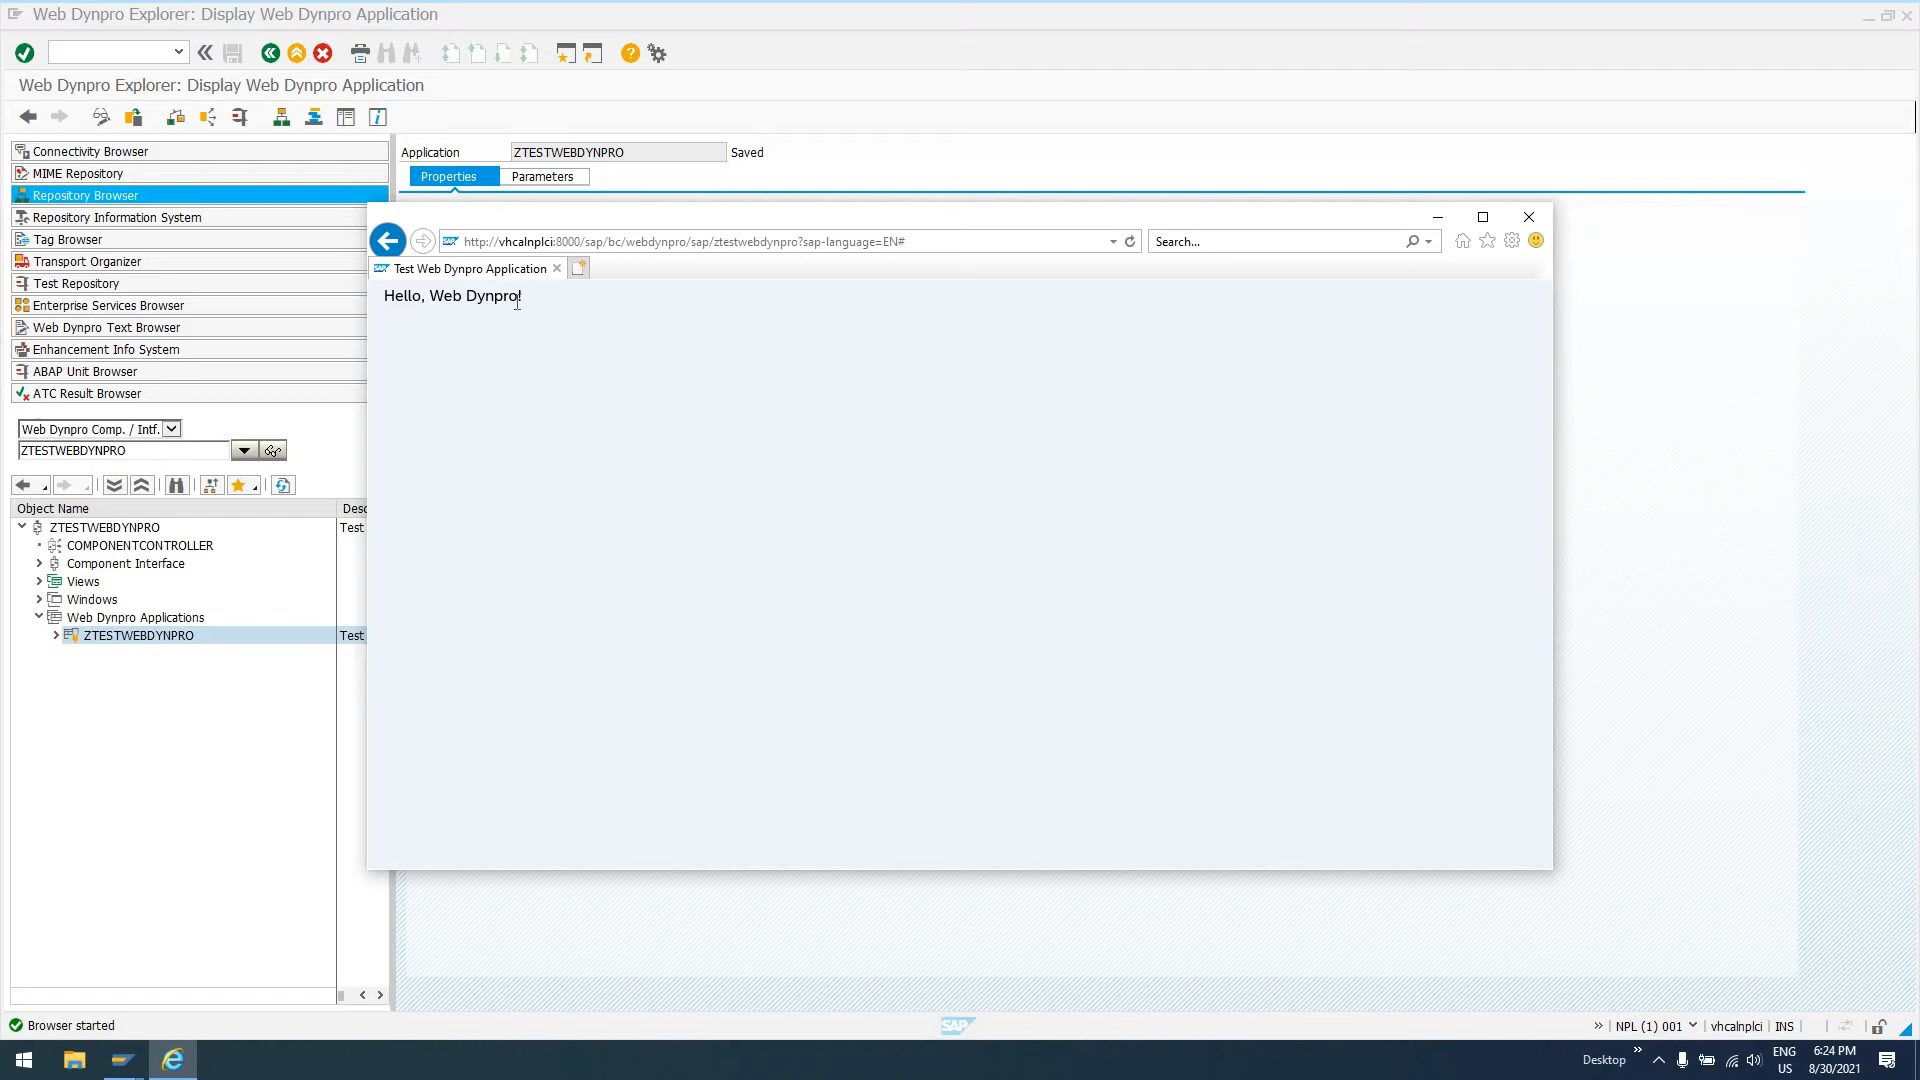 Web Dynpro Explorer: Display Web Dynpro Application
Web Dynpro Explorer: Display Web Dynpro Application
Connectivity Browser
MIME Repository
Repository Browser
Repository Information System
Tag Browser
Transport Organizer
Test Repository
Enterprise Services Browser
Web Dynpro Text Browser
Enhancement Info System
ABAP Unit Browser
ATC Result Browser
Web Dynpro Comp. / Intf.
ZTESTWEBDYNPRO
Object Name Desc
ZTESTWEBDYNPRO Test
COMPONENTCONTROLLER
Component Interface
Views
Windows
Web Dynpro Applications
ZTESTWEBDYNPRO Test
Application ZTESTWEBDYNPRO Saved
Properties Parameters
SAP http://vhcalnplci:8000/sap/bc/webdynpro/sap/ztestwebdynpro?sap-language=EN# Search...
SAP Test Web Dynpro Application
Hello, Web Dynpro!
Browser started SAP NPL (1) 001 vhcalnplci INS
Desktop ENG 6:24 PM
US 8/30/2021